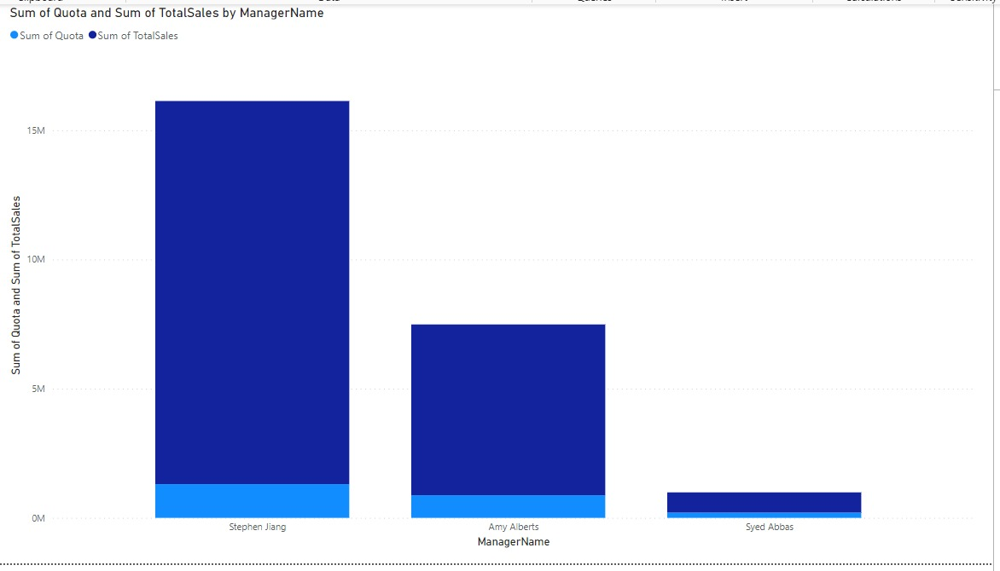 Sum of Quota and Sum of TotalSales by ManagerName
Sum of Quota Sum of TotalSales
15M
10M
5M
0M
Sum of Quota and Sum of TotalSales
Stephen Jiang Amy Alberts Syed Abbas
ManagerName